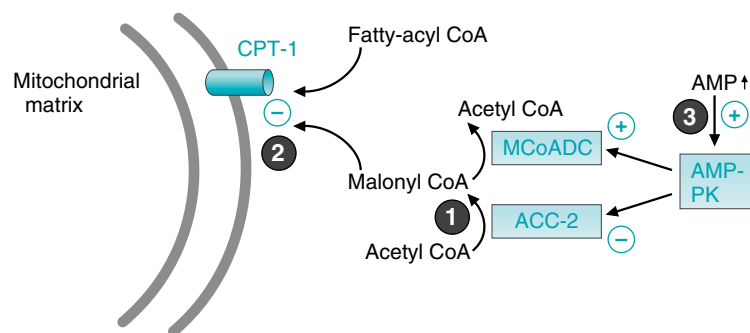 CPT-1
Fatty-acyl CoA
Mitochondrial
matrix
−
2
Acetyl CoA
+
MCoADC
AMP
3
+
Malonyl CoA
AMP-
PK
1
ACC-2
−
Acetyl CoA